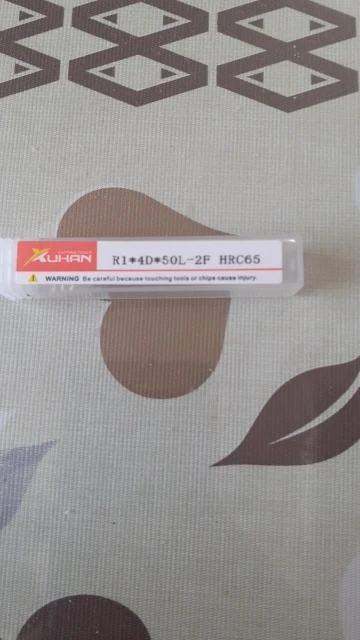 XUHAN
R1*4D*50L-2F HRC65
WARNING Be careful because touching tools or chips cause injury.